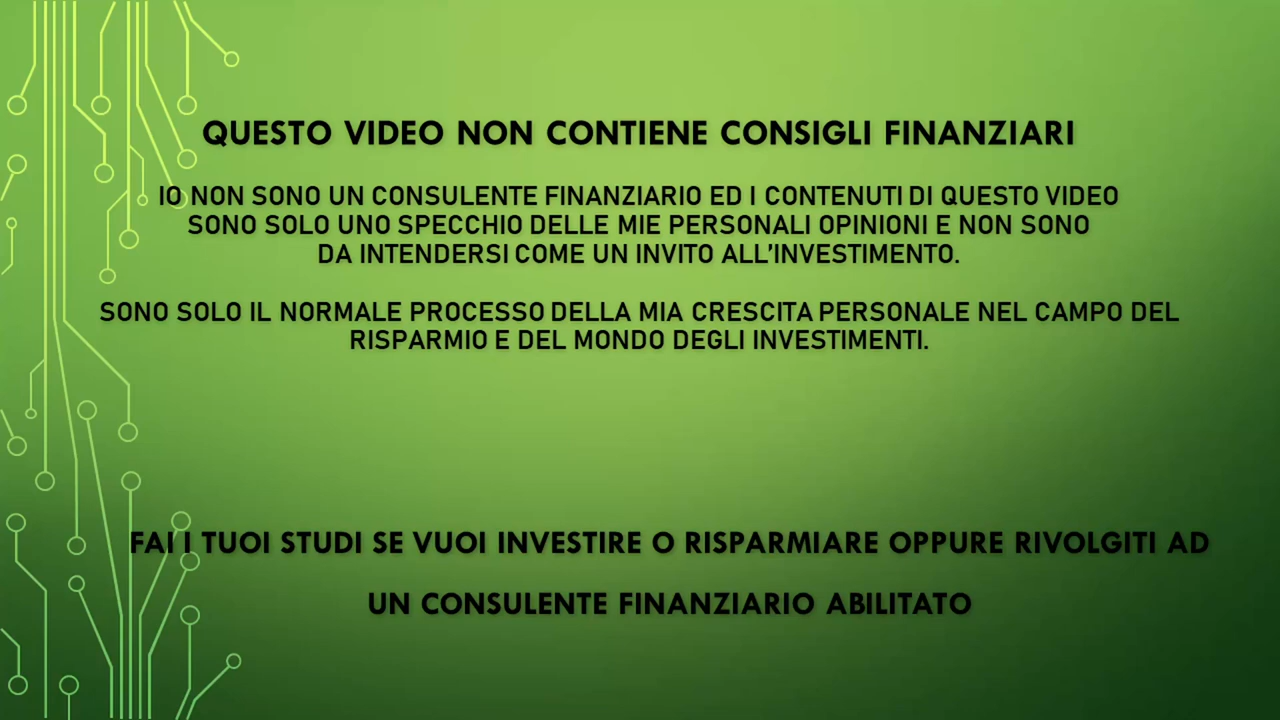 QUESTO VIDEO NON CONTIENE CONSIGLI FINANZIARI
IO NON SONO UN CONSULENTE FINANZIARIO ED I CONTENUTI DI QUESTO VIDEO
SONO SOLO UNO SPECCHIO DELLE MIE PERSONALI OPINIONI E NON SONO
DA INTENDERSI COME UN INVITO ALL'INVESTIMENTO.
SONO SOLO IL NORMALE PROCESSO DELLA MIA CRESCITA PERSONALE NEL CAMPO DEL
RISPARMIO E DEL MONDO DEGLI INVESTIMENTI.
FAI I TUOI STUDI SE VUOI INVESTIRE O RISPARMIARE OPPURE RIVOLGITI AD
UN CONSULENTE FINANZIARIO ABILITATO